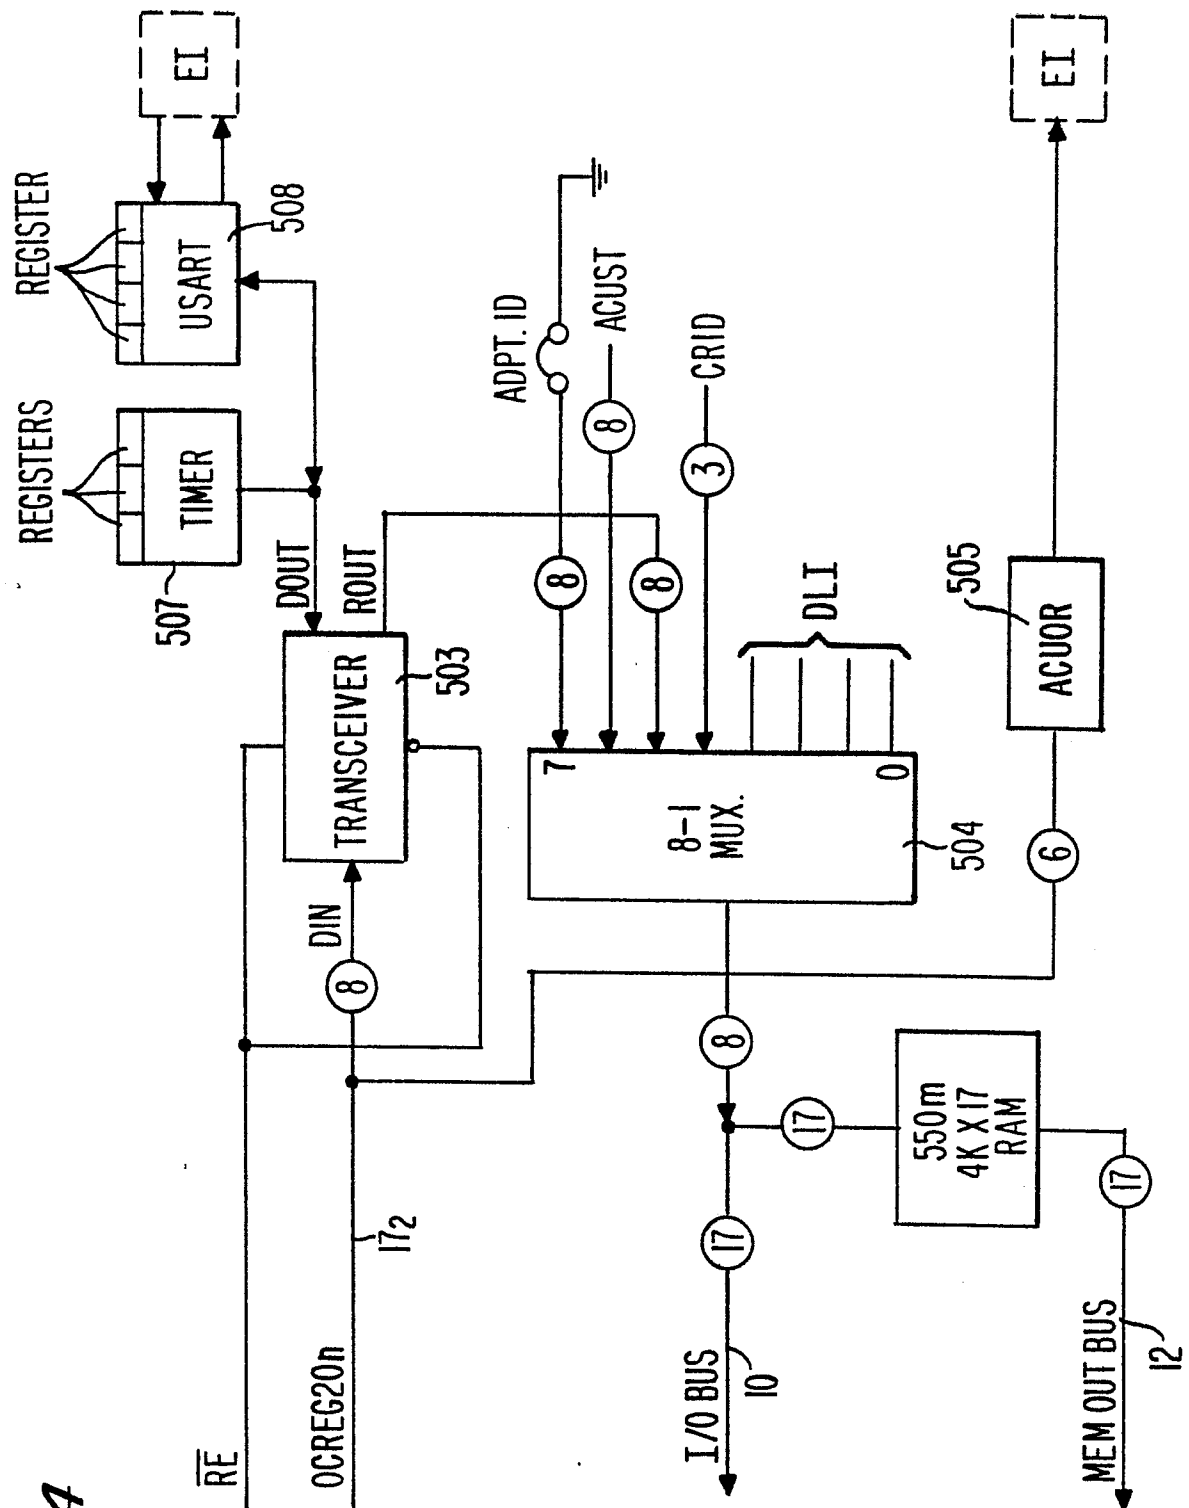 REGISTERS
REGISTER
507
TIMER
USART
508
EI
RE
DOUT
OCREG20n
17₂
8
DIN
TRANSCEIVER
503
ROUT
ADPT. ID
8
8
ACUST
8
3
CRID
I/O BUS
10
17
8
8-1
MUX.
7
0
504
DLI
17
550m
4K X 17
RAM
6
ACUOR
505
EI
MEM OUT BUS
12
17